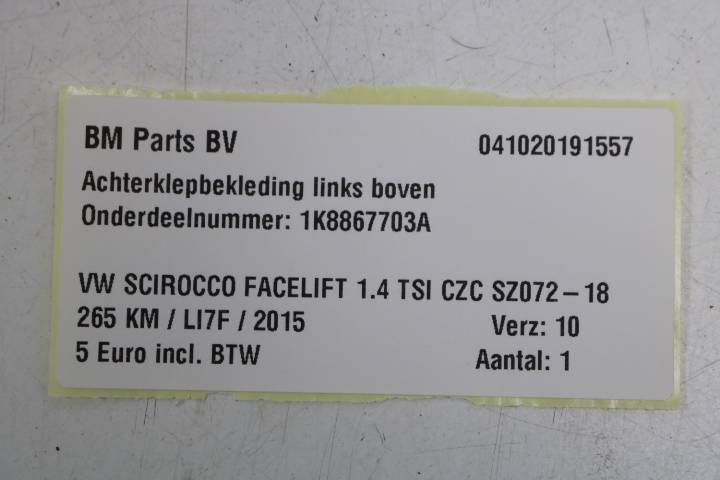 BM Parts BV 041020191557
Achterklepbekleding links boven
Onderdeelnummer: 1K8867703A
VW SCIROCCO FACELIFT 1.4 TSI CZC SZ072-18
265 KM / LI7F / 2015 Verz: 10
5 Euro incl. BTW Aantal: 1